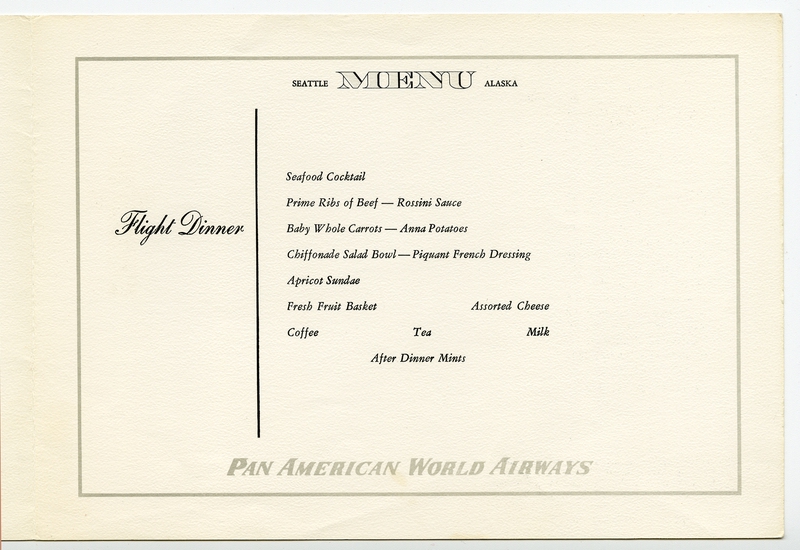 SEATTLE MENU ALASKA
Flight Dinner
Seafood Cocktail
Prime Ribs of Beef — Rossini Sauce
Baby Whole Carrots — Anna Potatoes
Chiffonade Salad Bowl — Piquant French Dressing
Apricot Sundae
Fresh Fruit Basket Assorted Cheese
Coffee Tea Milk
After Dinner Mints
PAN AMERICAN WORLD AIRWAYS